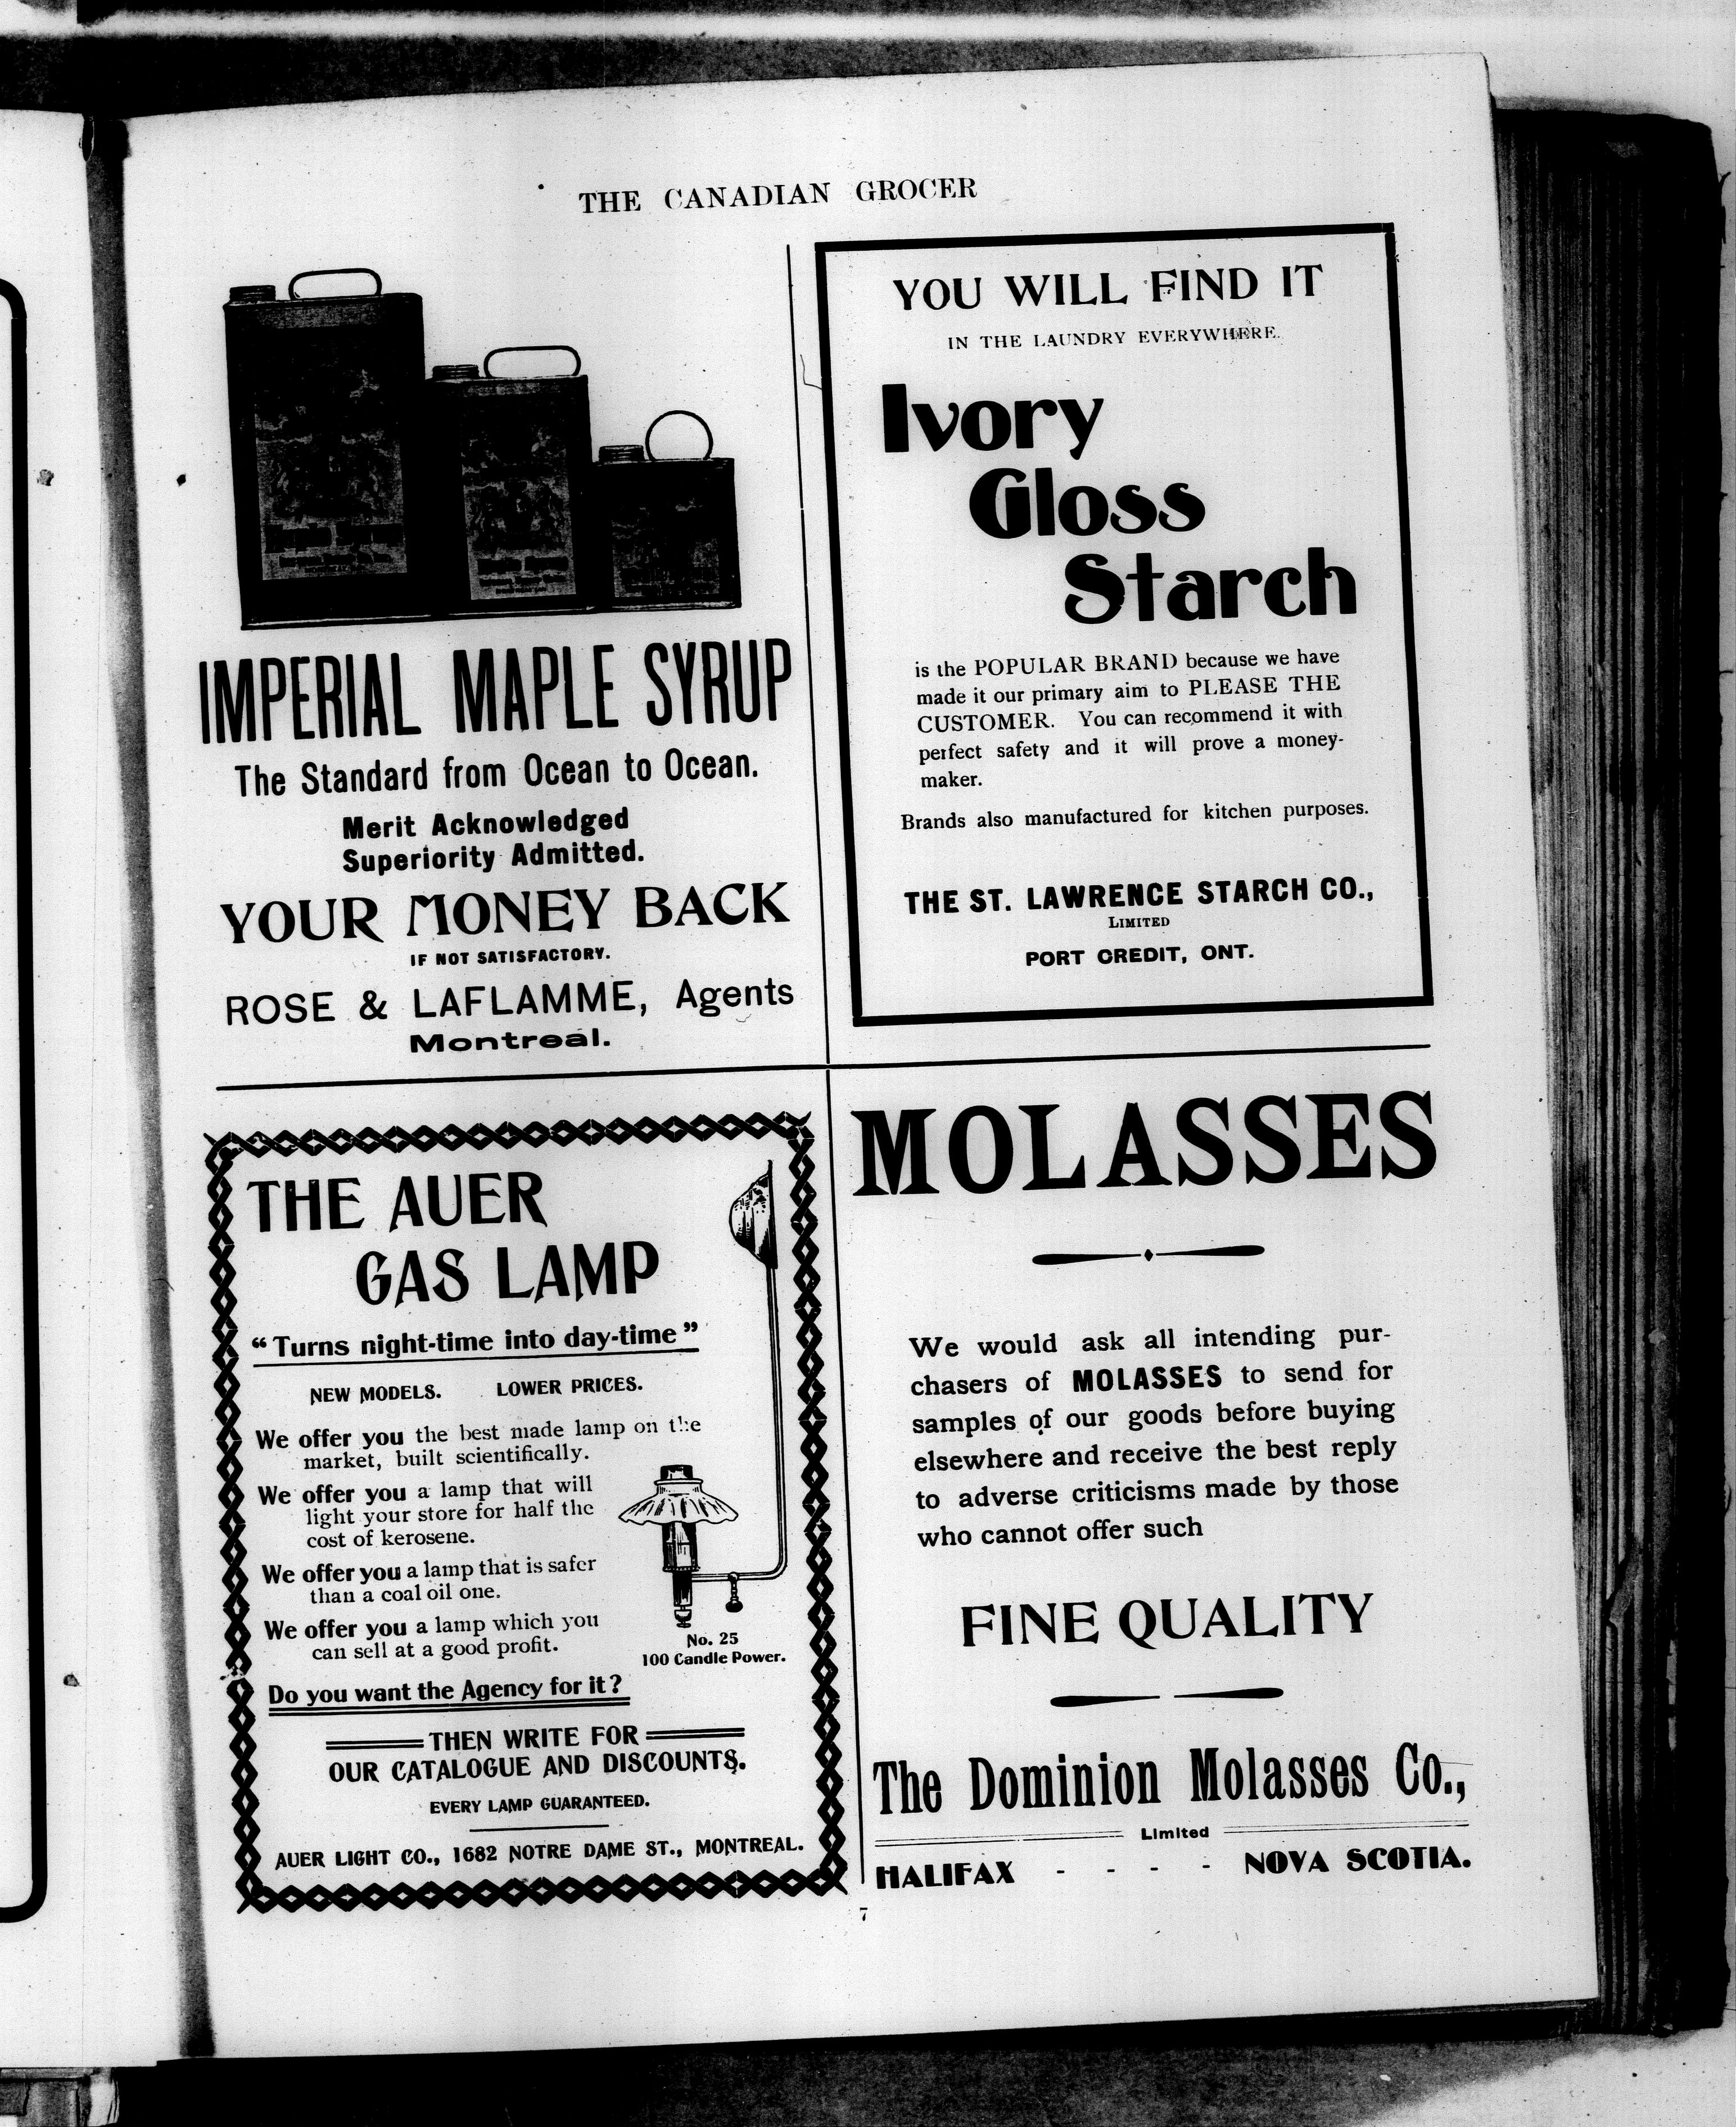 THE CANADIAN GROCER
IMPERIAL MAPLE SYRUP
The Standard from Ocean to Ocean.
Merit Acknowledged
Superiority Admitted.
YOUR MONEY BACK
IF NOT SATISFACTORY.
ROSE & LAFLAMME, Agents
Montreal.
YOU WILL FIND IT
IN THE LAUNDRY EVERYWHERE.
Ivory
Gloss
Starch
is the POPULAR BRAND because we have
made it our primary aim to PLEASE THE
CUSTOMER. You can recommend it with
perfect safety and it will prove a money-
maker.
Brands also manufactured for kitchen purposes.
THE ST. LAWRENCE STARCH CO.,
LIMITED
PORT CREDIT, ONT.
THE AUER
GAS LAMP
“Turns night-time into day-time”
NEW MODELS. LOWER PRICES.
We offer you the best made lamp on the
market, built scientifically.
We offer you a lamp that will
light your store for half the
cost of kerosene.
We offer you a lamp that is safer
than a coal oil one.
We offer you a lamp which you
can sell at a good profit.
No. 25
100 Candle Power.
Do you want the Agency for it?
THEN WRITE FOR
OUR CATALOGUE AND DISCOUNTS.
EVERY LAMP GUARANTEED.
AUER LIGHT CO., 1682 NOTRE DAME ST., MONTREAL.
MOLASSES
We would ask all intending pur-
chasers of MOLASSES to send for
samples of our goods before buying
elsewhere and receive the best reply
to adverse criticisms made by those
who cannot offer such
FINE QUALITY
The Dominion Molasses Co.,
Limited
HALIFAX - - - - NOVA SCOTIA.
7